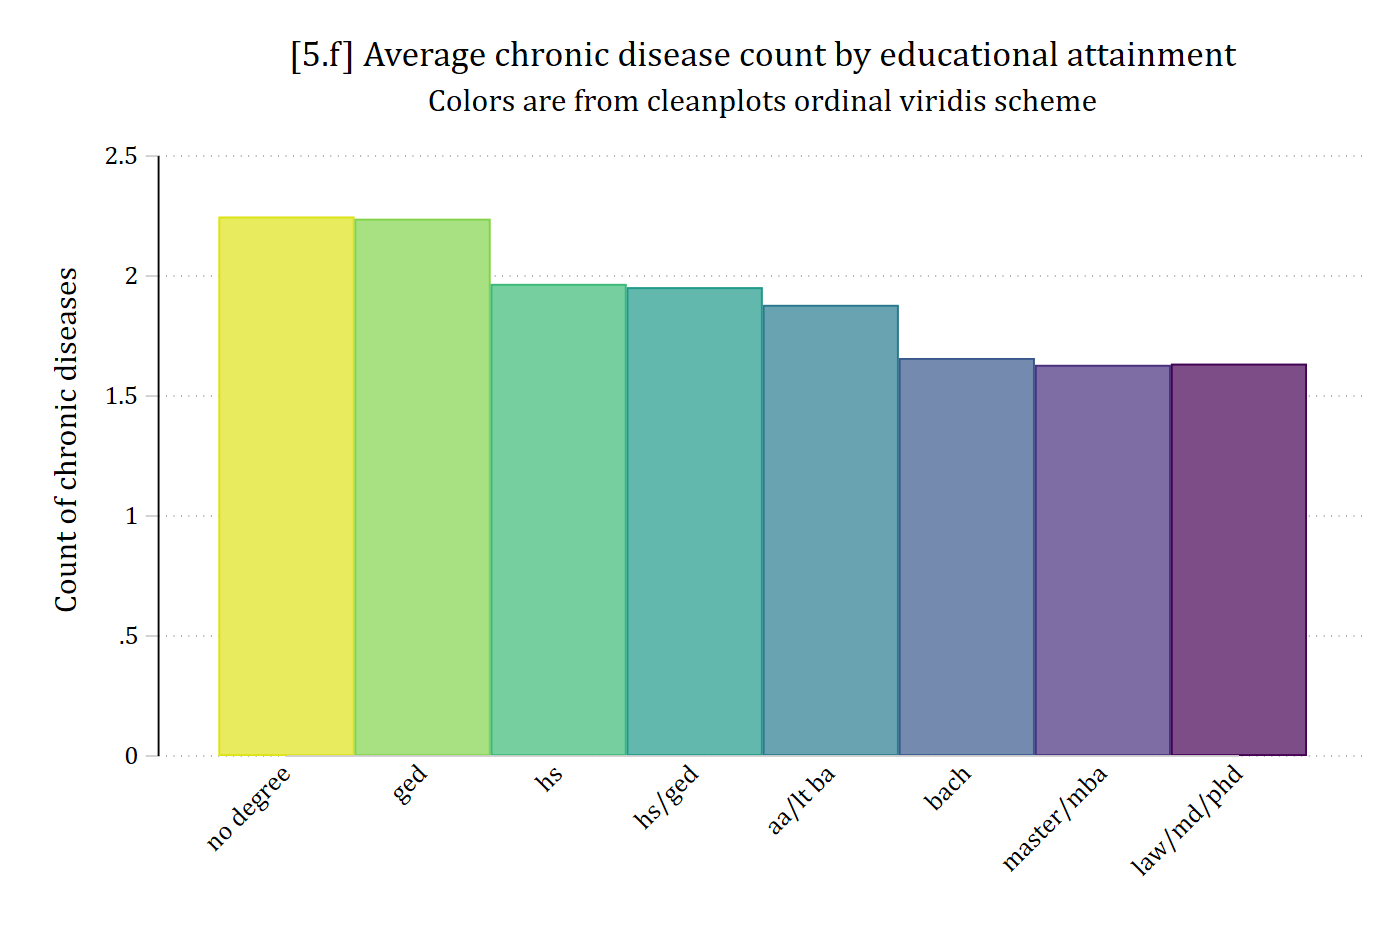 [5.f] Average chronic disease count by educational attainment
Colors are from cleanplots ordinal viridis scheme
Count of chronic diseases
2.5
2
1.5
1
.5
0
no degree
ged
hs
hs/ged
aa/lt ba
bach
master/mba
law/md/phd